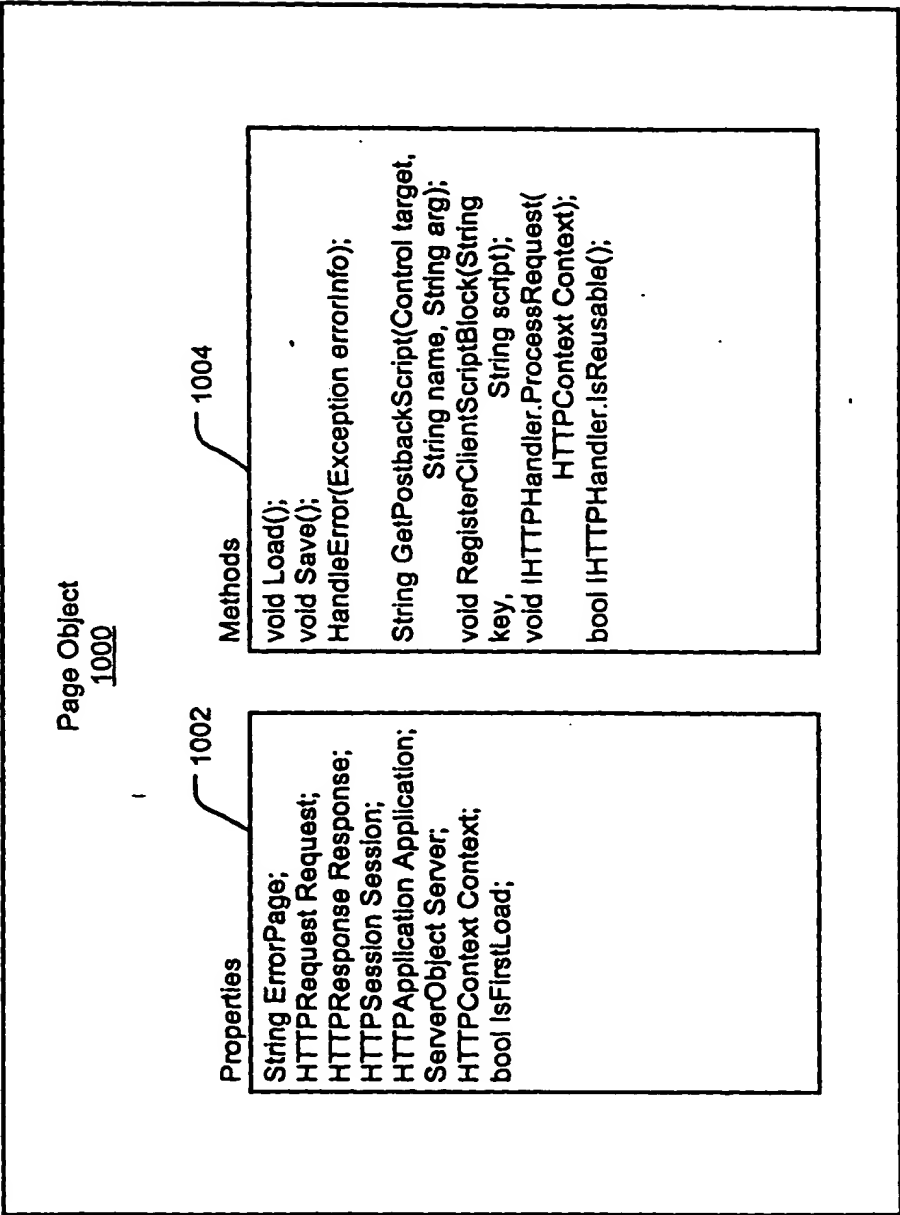 Page Object
1000
1002
Properties
String ErrorPage;
HTTPRequest Request;
HTTPResponse Response;
HTTPSession Session;
HTTPApplication Application;
ServerObject Server;
HTTPContext Context;
bool IsFirstLoad;
1004
Methods
void Load();
void Save();
HandleError(Exception errorInfo);
String GetPostbackScript(Control target,
String name, String arg);
void RegisterClientScriptBlock(String
key,
String script);
void IHTTPHandler.ProcessRequest(
HTTPContext Context);
bool IHTTPHandler.IsReusable();